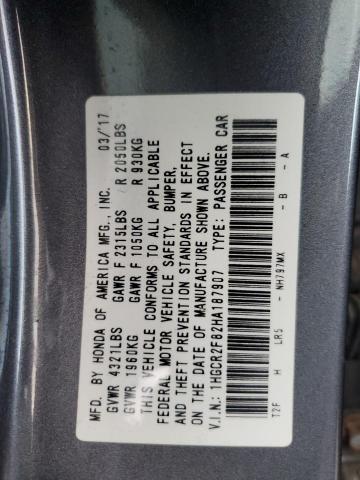 MFD. BY HONDA OF AMERICA MFG., INC. 03/'17
GVWR 4321LBS GAWR F 2315LBS R 2050LBS
GVWR 1960KG GAWR F 1050KG R 930KG
THIS VEHICLE CONFORMS TO ALL APPLICABLE
FEDERAL MOTOR VEHICLE SAFETY, BUMPER,
AND THEFT PREVENTION STANDARDS IN EFFECT
ON THE DATE OF MANUFACTURE SHOWN ABOVE.
V.I.N.: 1HGCR2F82HA187907 TYPE: PASSENGER CAR
T2F H LR5 - NH797MX - B - A